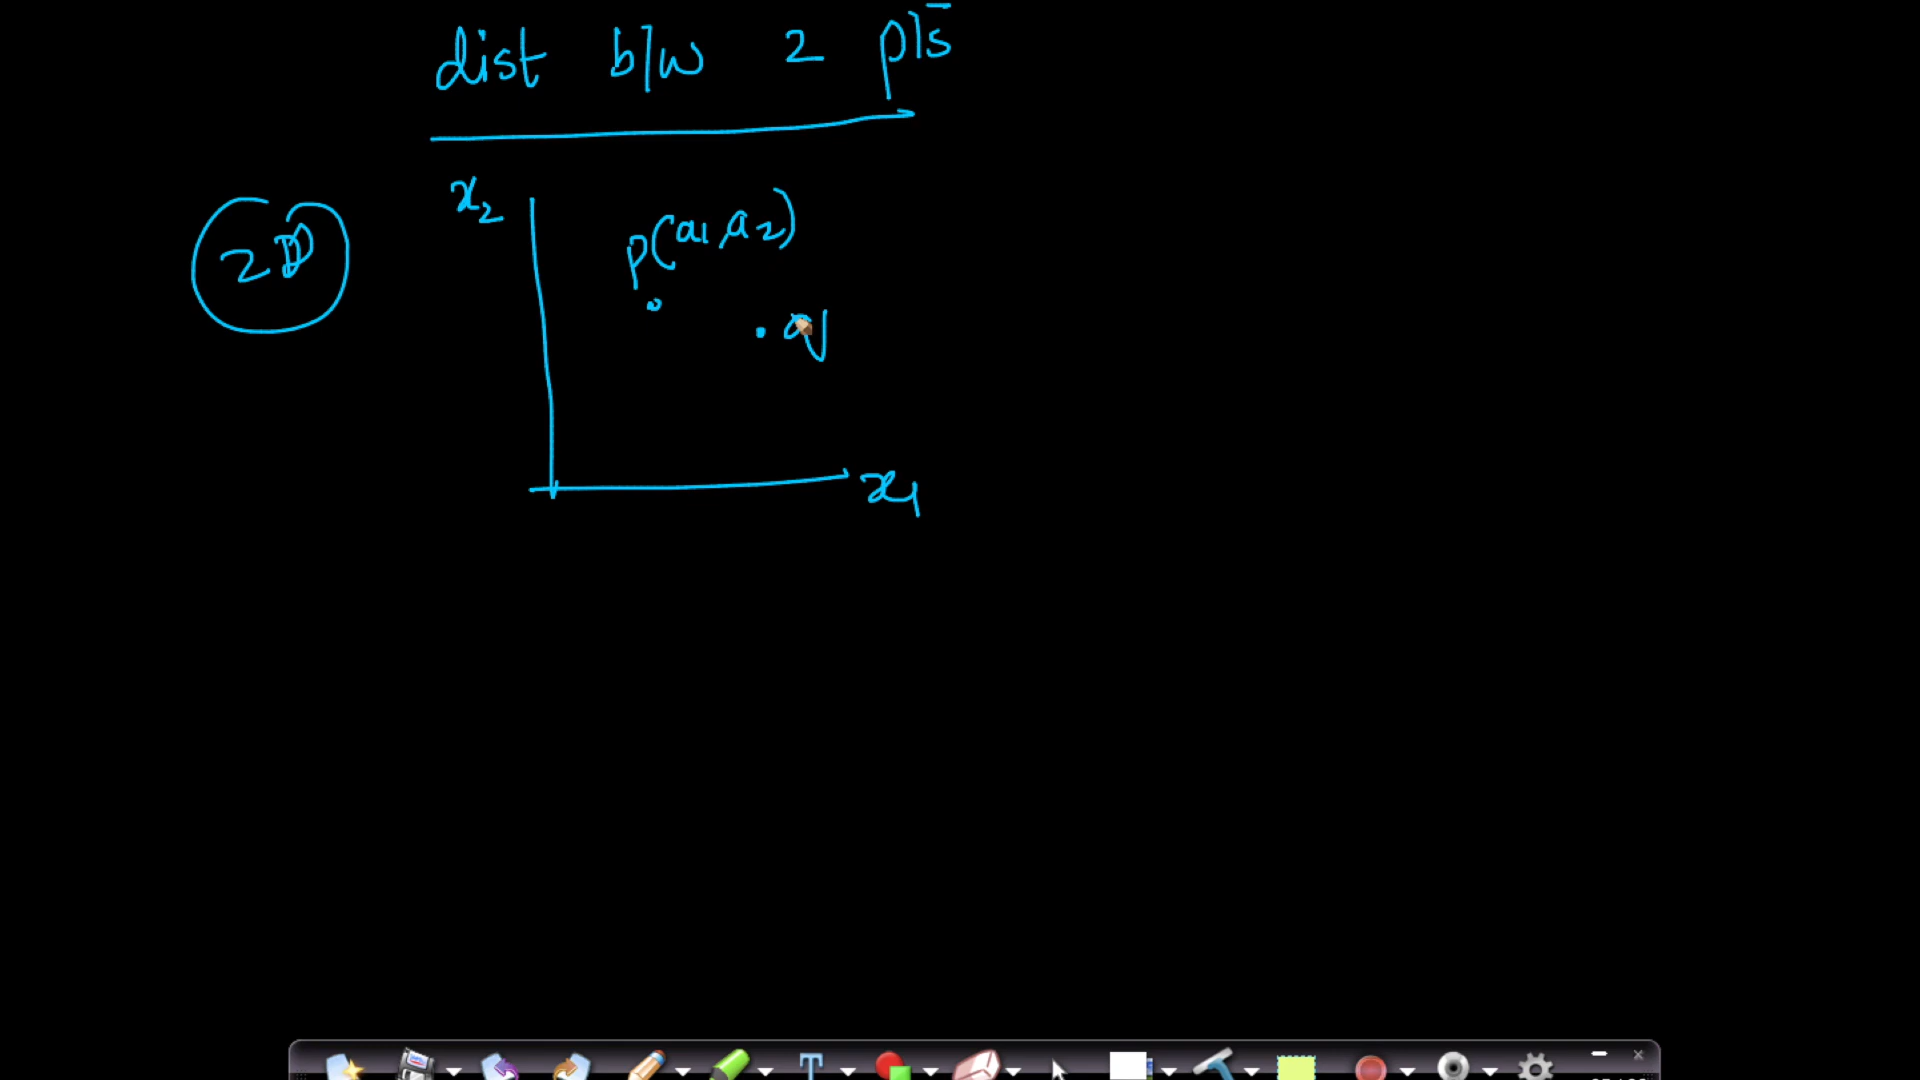 dist b/w 2 pts
x2
p(a1,a2)
2D
q
x1